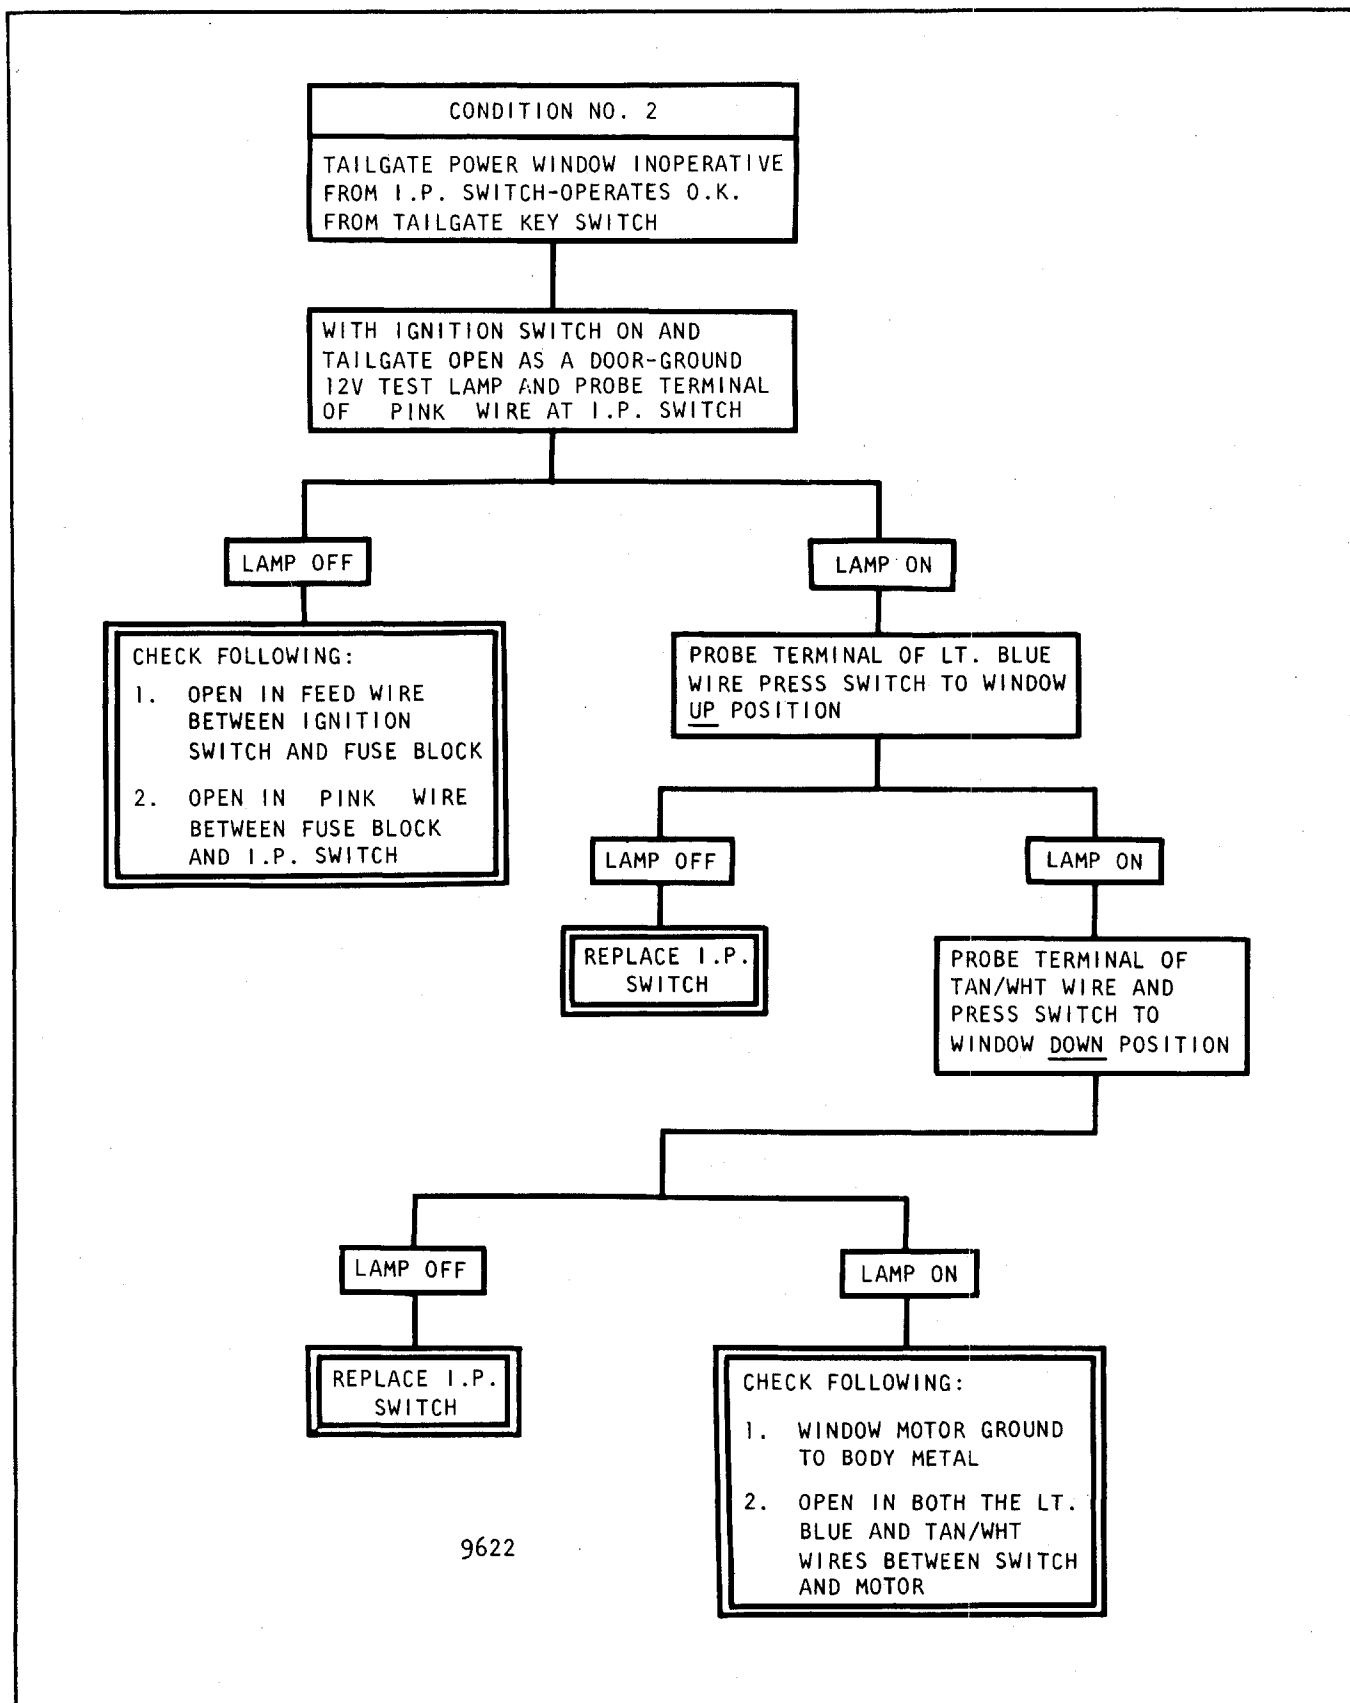 CONDITION NO. 2
TAILGATE POWER WINDOW INOPERATIVE
FROM I.P. SWITCH-OPERATES O.K.
FROM TAILGATE KEY SWITCH
WITH IGNITION SWITCH ON AND
TAILGATE OPEN AS A DOOR-GROUND
12V TEST LAMP AND PROBE TERMINAL
OF PINK WIRE AT I.P. SWITCH
LAMP OFF
LAMP ON
CHECK FOLLOWING:
1. OPEN IN FEED WIRE
BETWEEN IGNITION
SWITCH AND FUSE BLOCK
2. OPEN IN PINK WIRE
BETWEEN FUSE BLOCK
AND I.P. SWITCH
PROBE TERMINAL OF LT. BLUE
WIRE PRESS SWITCH TO WINDOW
UP POSITION
LAMP OFF
LAMP ON
REPLACE I.P.
SWITCH
PROBE TERMINAL OF
TAN/WHT WIRE AND
PRESS SWITCH TO
WINDOW DOWN POSITION
LAMP OFF
LAMP ON
REPLACE I.P.
SWITCH
CHECK FOLLOWING:
1. WINDOW MOTOR GROUND
TO BODY METAL
2. OPEN IN BOTH THE LT.
BLUE AND TAN/WHT
WIRES BETWEEN SWITCH
AND MOTOR
9622